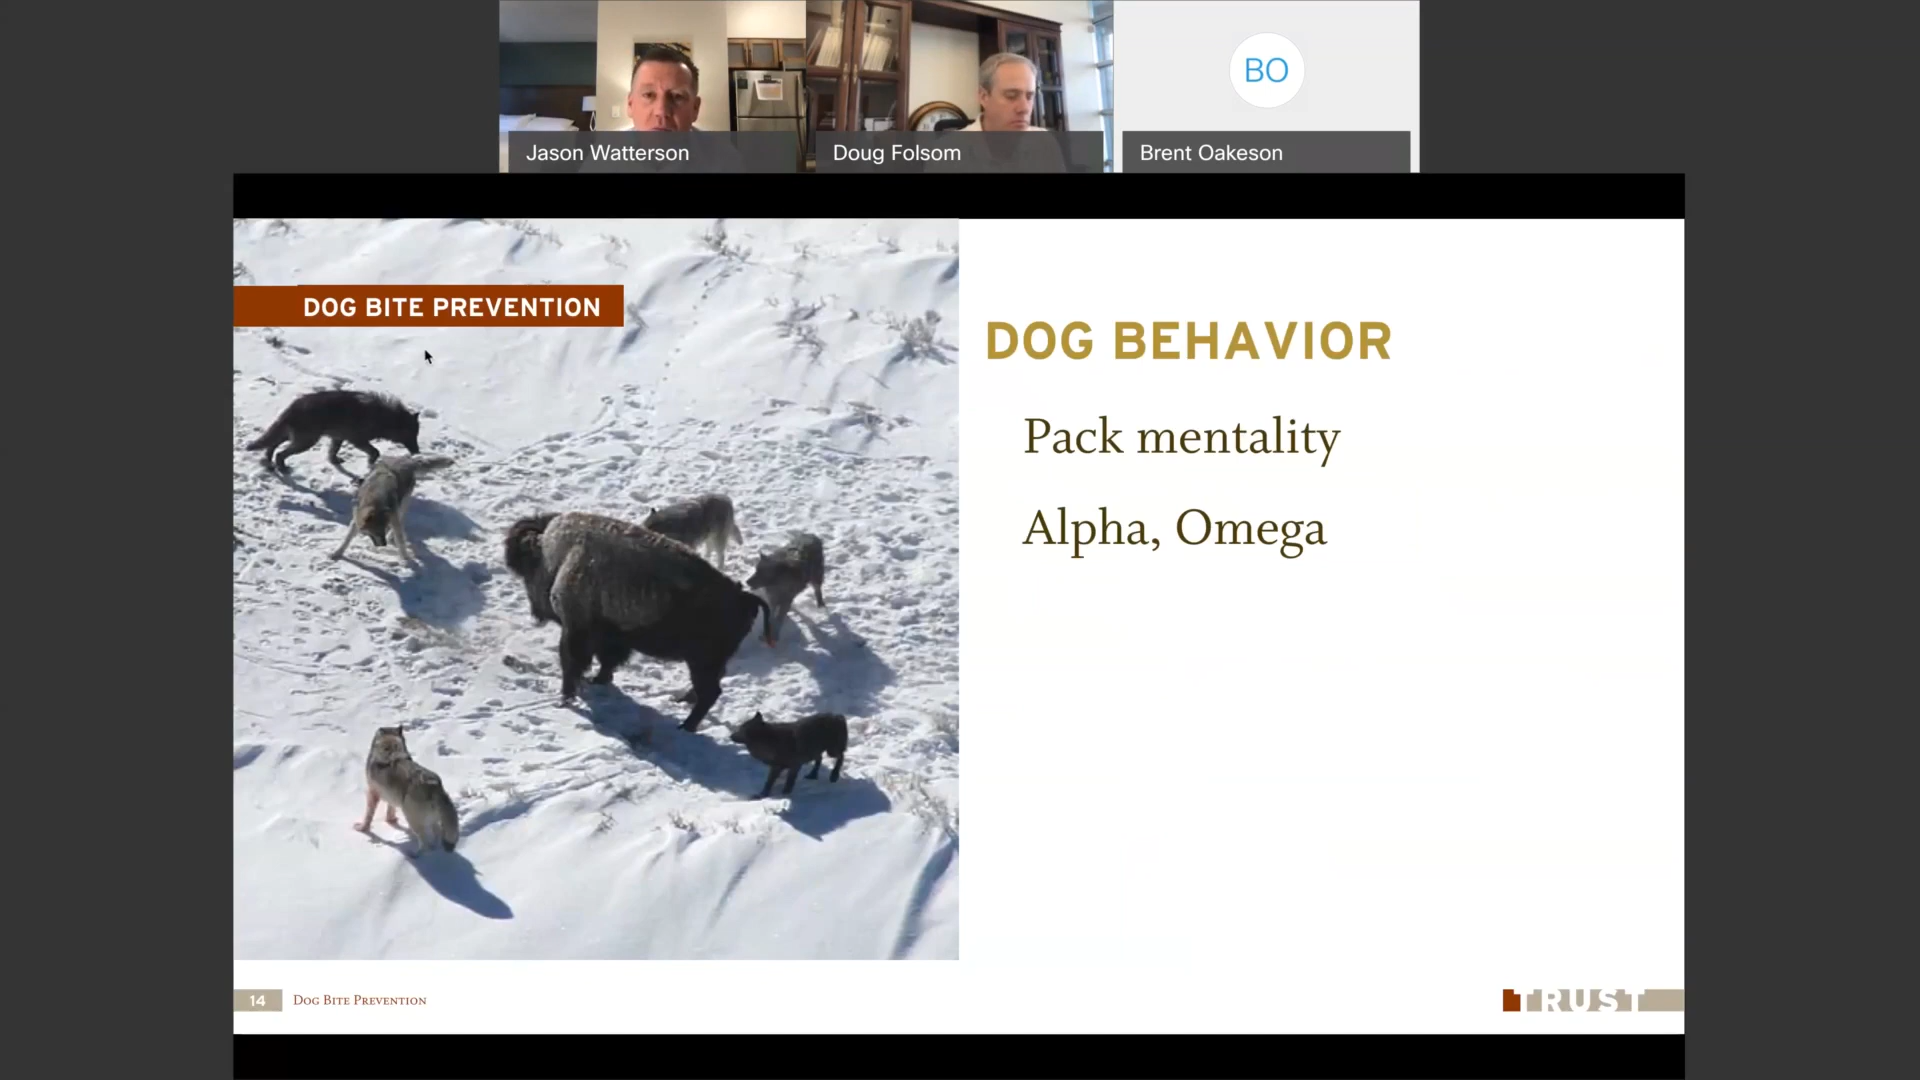 BO
Jason Watterson
Doug Folsom
Brent Oakeson
DOG BITE PREVENTION
DOG BEHAVIOR
Pack mentality
Alpha, Omega
14
Dog Bite Prevention
TRUST